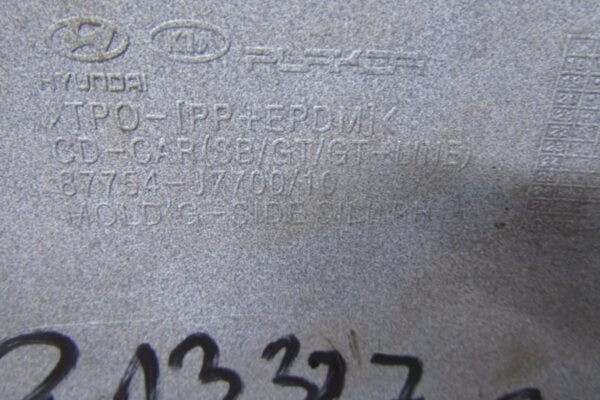 KIA PLAKOR
HYUNDAI
>TPO-[PP+EPDM]<
CD-CAR(SB/GT/GT-LINE)
87754-J7700/10
MOLD'G-SIDE SILL RH